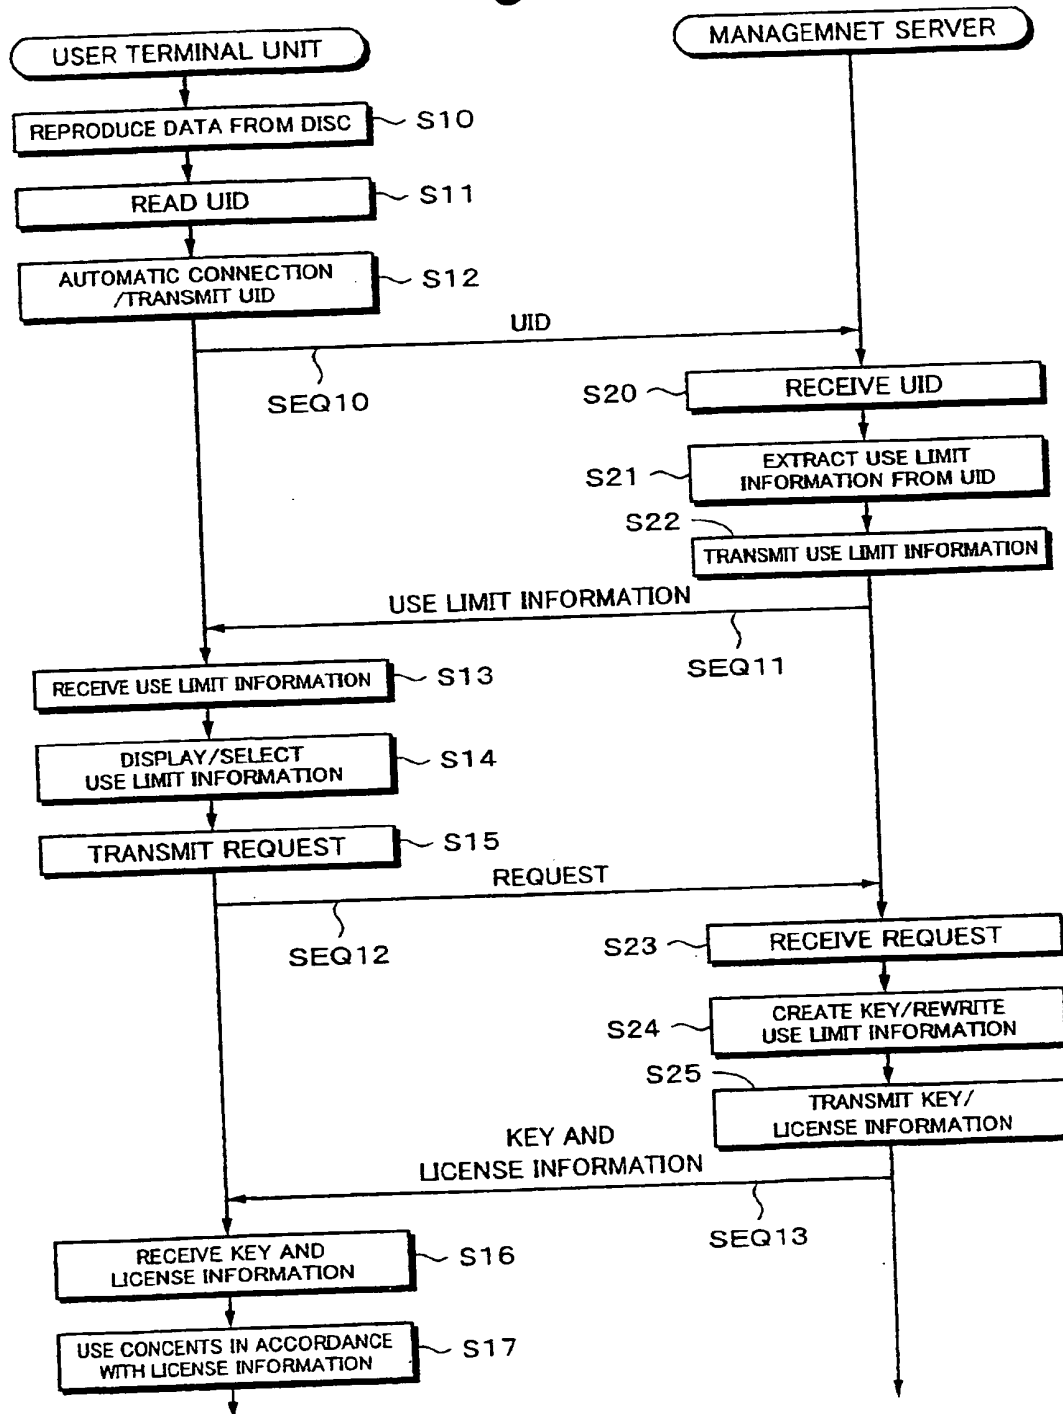 USER TERMINAL UNIT
MANAGEMNET SERVER
REPRODUCE DATA FROM DISC
S10
READ UID
S11
AUTOMATIC CONNECTION
/TRANSMIT UID
S12
UID
SEQ10
S20
RECEIVE UID
S21
EXTRACT USE LIMIT
INFORMATION FROM UID
S22
TRANSMIT USE LIMIT INFORMATION
USE LIMIT INFORMATION
SEQ11
RECEIVE USE LIMIT INFORMATION
S13
DISPLAY/SELECT
USE LIMIT INFORMATION
S14
TRANSMIT REQUEST
S15
REQUEST
SEQ12
S23
RECEIVE REQUEST
S24
CREATE KEY/REWRITE
USE LIMIT INFORMATION
S25
TRANSMIT KEY/
LICENSE INFORMATION
KEY AND
LICENSE INFORMATION
SEQ13
RECEIVE KEY AND
LICENSE INFORMATION
S16
USE CONCENTS IN ACCORDANCE
WITH LICENSE INFORMATION
S17